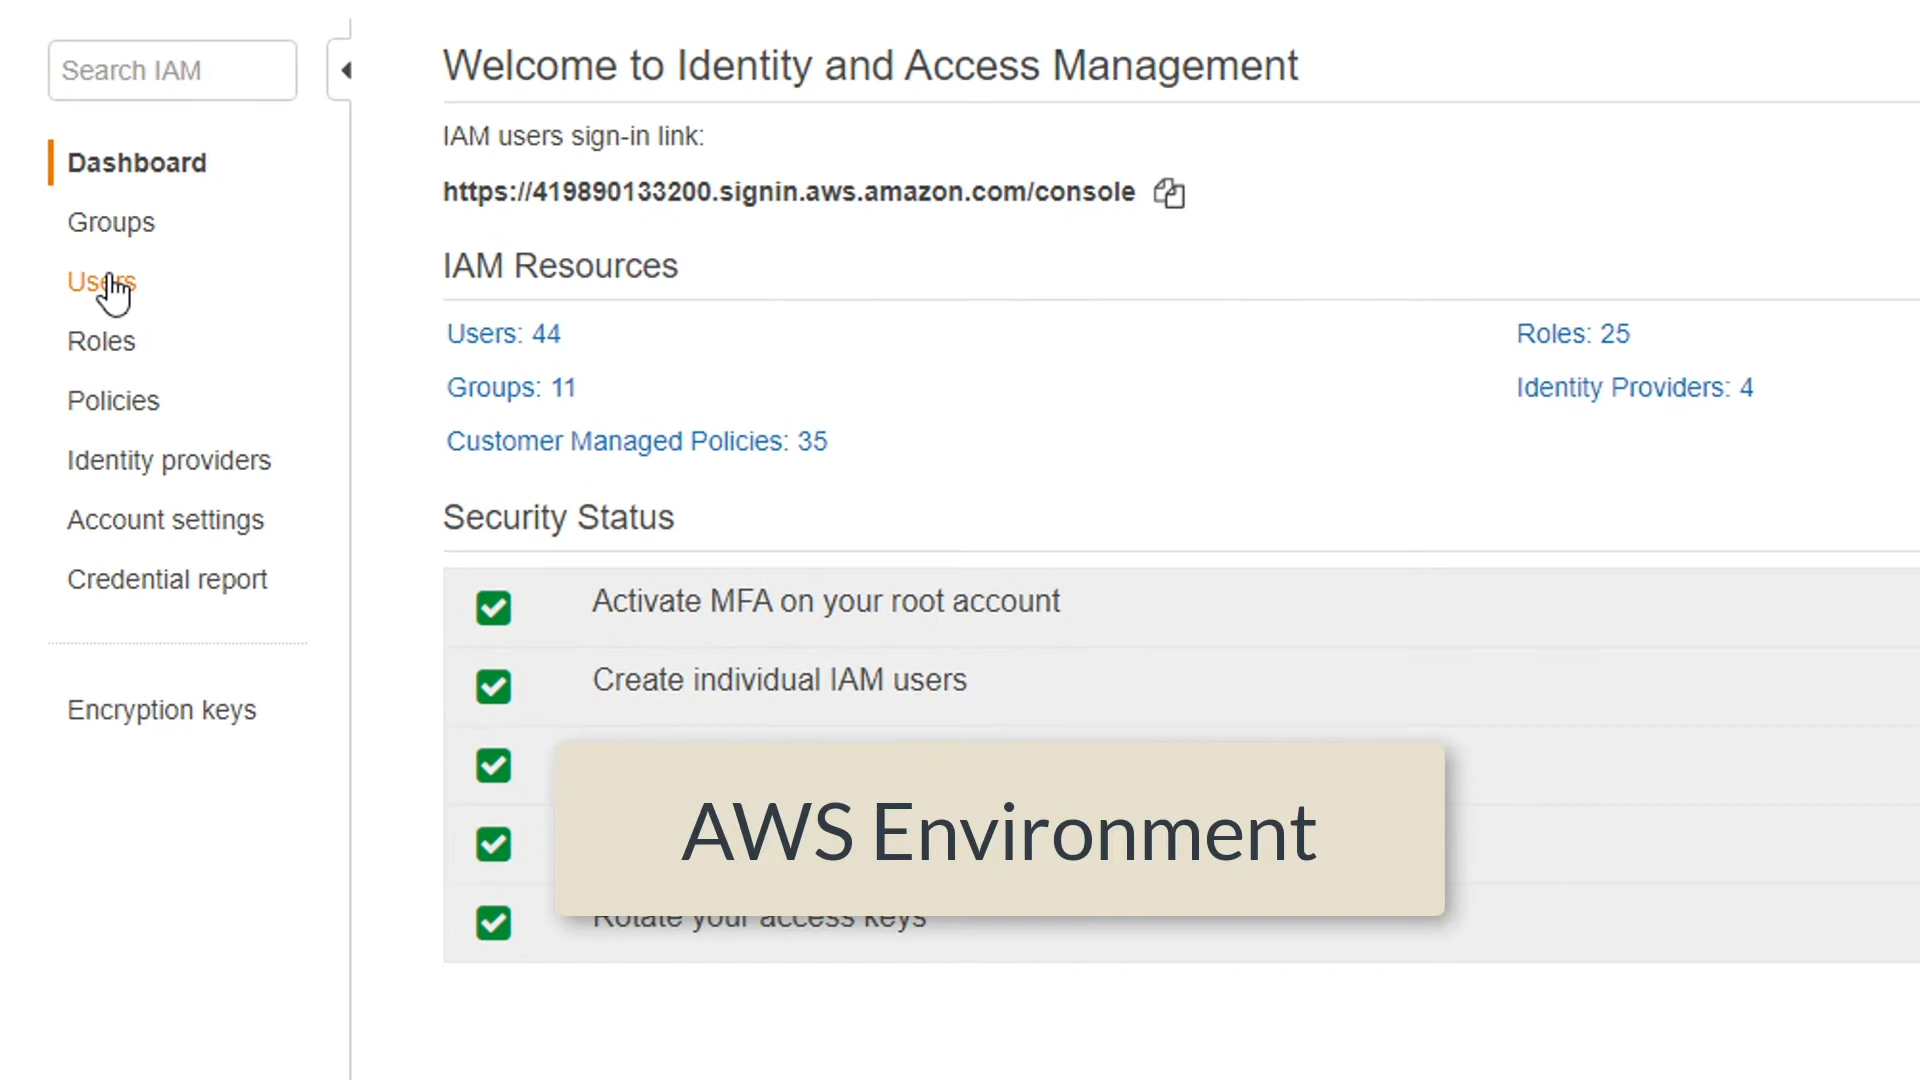 Search IAM
Dashboard
Groups
Users
Roles
Policies
Identity providers
Account settings
Credential report
Encryption keys
Welcome to Identity and Access Management
IAM users sign-in link:
https://419890133200.signin.aws.amazon.com/console
IAM Resources
Users: 44
Roles: 25
Groups: 11
Identity Providers: 4
Customer Managed Policies: 35
Security Status
Activate MFA on your root account
Create individual IAM users
AWS Environment
Rotate your access keys